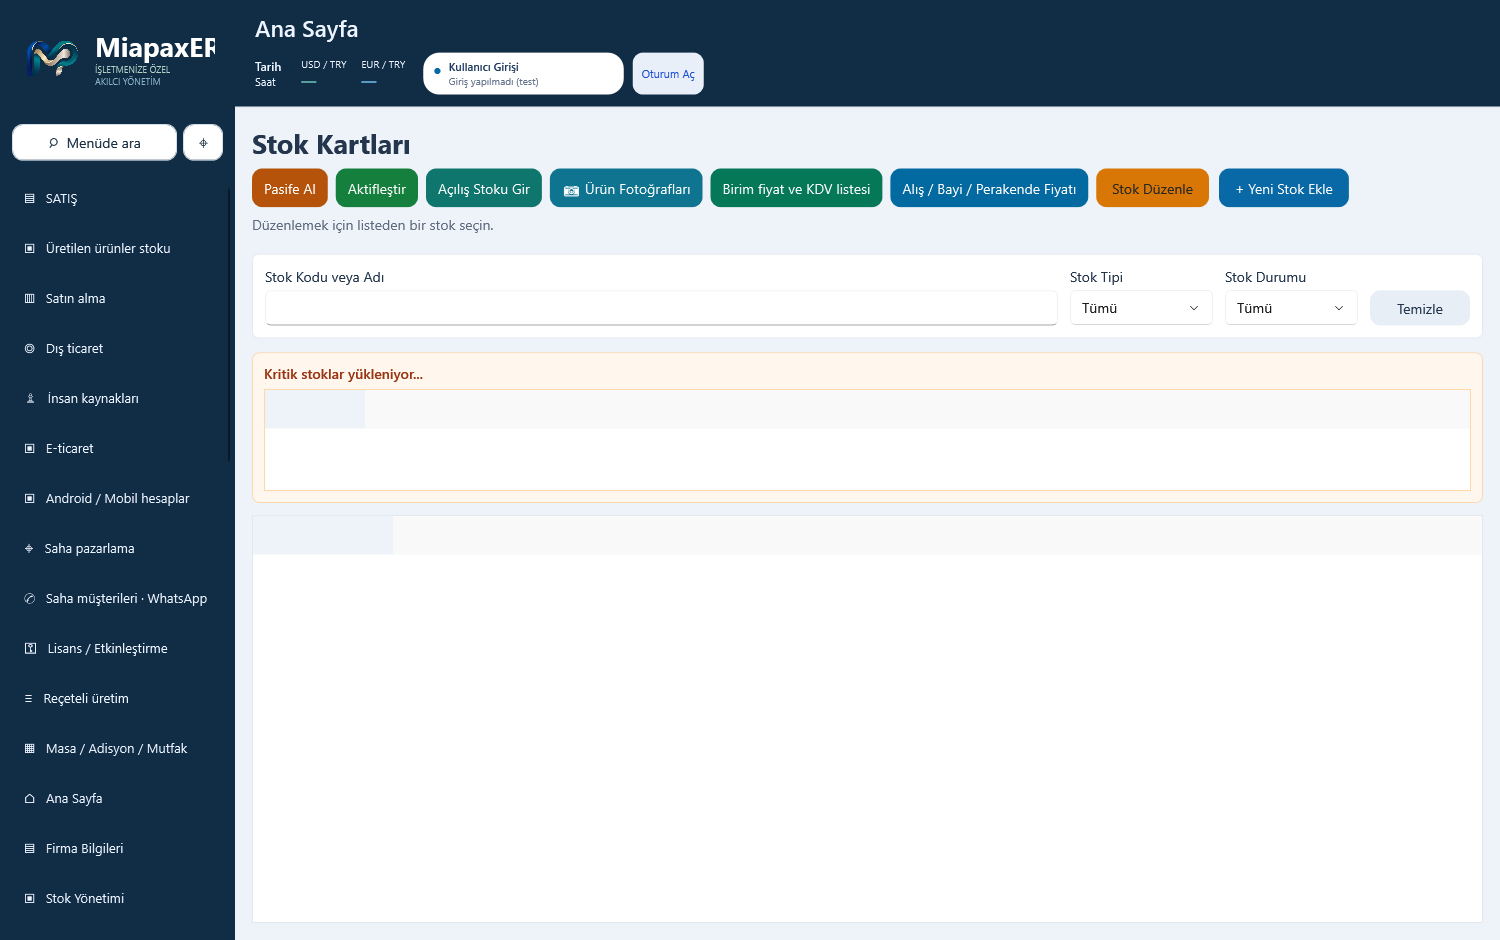 MiapaxER
İŞLETMENİZE ÖZEL
AKILCI YÖNETİM
Menüde ara
SATIŞ
Üretilen ürünler stoku
Satın alma
Dış ticaret
İnsan kaynakları
E-ticaret
Android / Mobil hesaplar
Saha pazarlama
Saha müşterileri · WhatsApp
Lisans / Etkinleştirme
Reçeteli üretim
Masa / Adisyon / Mutfak
Ana Sayfa
Firma Bilgileri
Stok Yönetimi
Ana Sayfa
Tarih
Saat
USD / TRY
—
EUR / TRY
—
Kullanıcı Girişi
Giriş yapılmadı (test)
Oturum Aç
Stok Kartları
Pasife Al
Aktifleştir
Açılış Stoku Gir
Ürün Fotoğrafları
Birim fiyat ve KDV listesi
Alış / Bayi / Perakende Fiyatı
Stok Düzenle
+ Yeni Stok Ekle
Düzenlemek için listeden bir stok seçin.
Stok Kodu veya Adı
Stok Tipi
Tümü
Stok Durumu
Tümü
Temizle
Kritik stoklar yükleniyor...